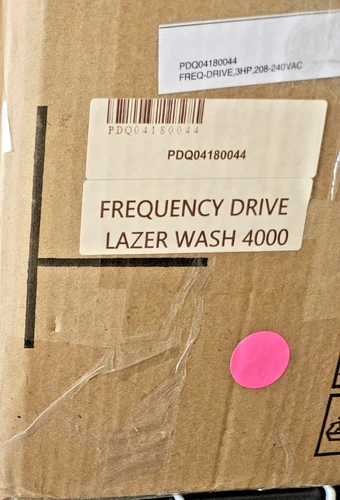 PDQ04180044
FREQ-DRIVE,3HP,208-240VAC
PDQ04180044
PDQ04180044
FREQUENCY DRIVE
LAZER WASH 4000